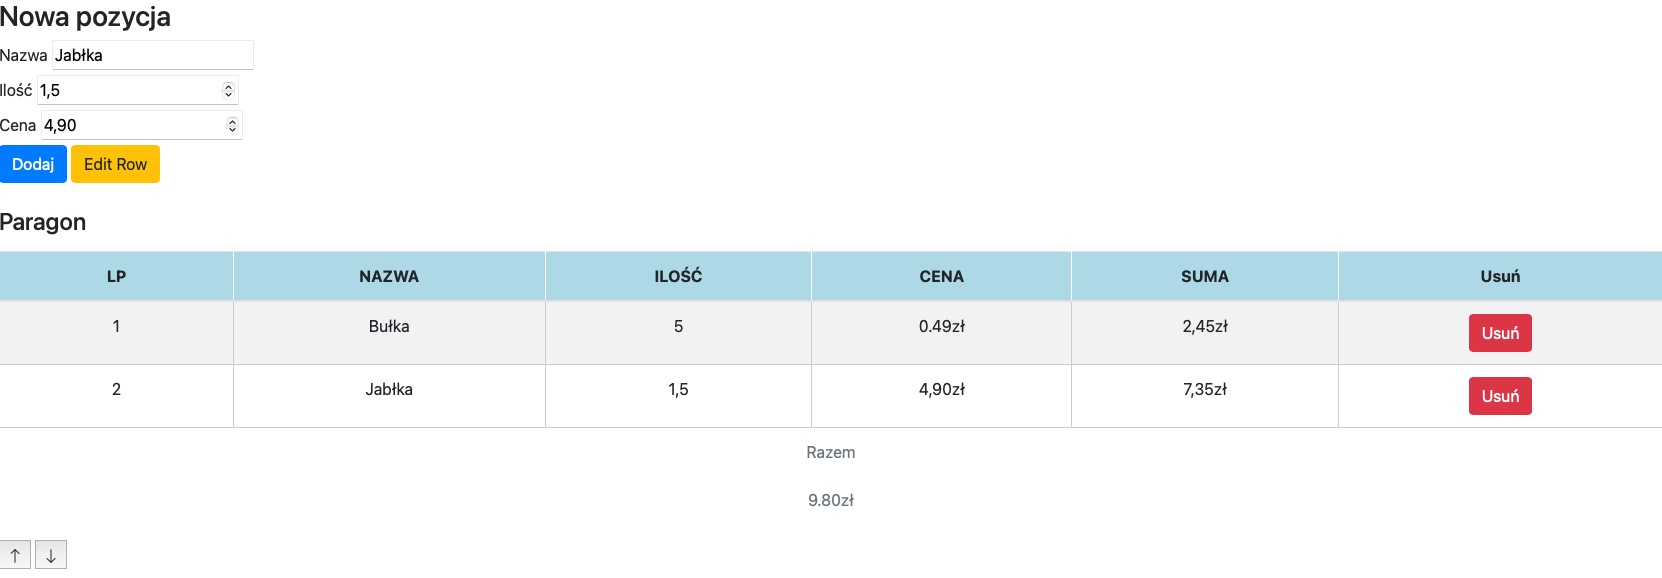 Nowa pozycja
Nazwa Jabłka
Ilość 1,5
Cena 4,90
Dodaj Edit Row
Paragon
LP NAZWA ILOŚĆ CENA SUMA Usuń
1 Bułka 5 0.49zł 2,45zł Usuń
2 Jabłka 1,5 4,90zł 7,35zł Usuń
Razem
9.80zł
↑ ↓